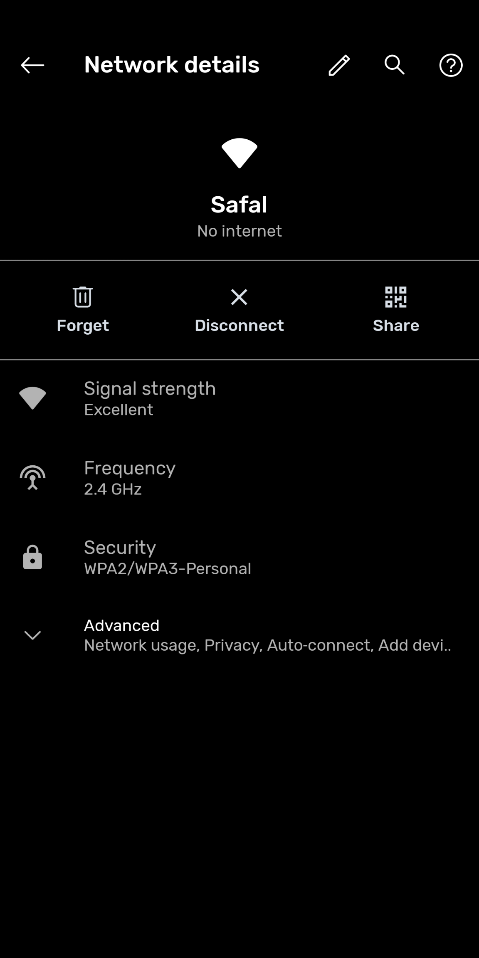 Network details
Safal
No internet
Forget
Disconnect
Share
Signal strength
Excellent
Frequency
2.4 GHz
Security
WPA2/WPA3-Personal
Advanced
Network usage, Privacy, Auto-connect, Add devi..